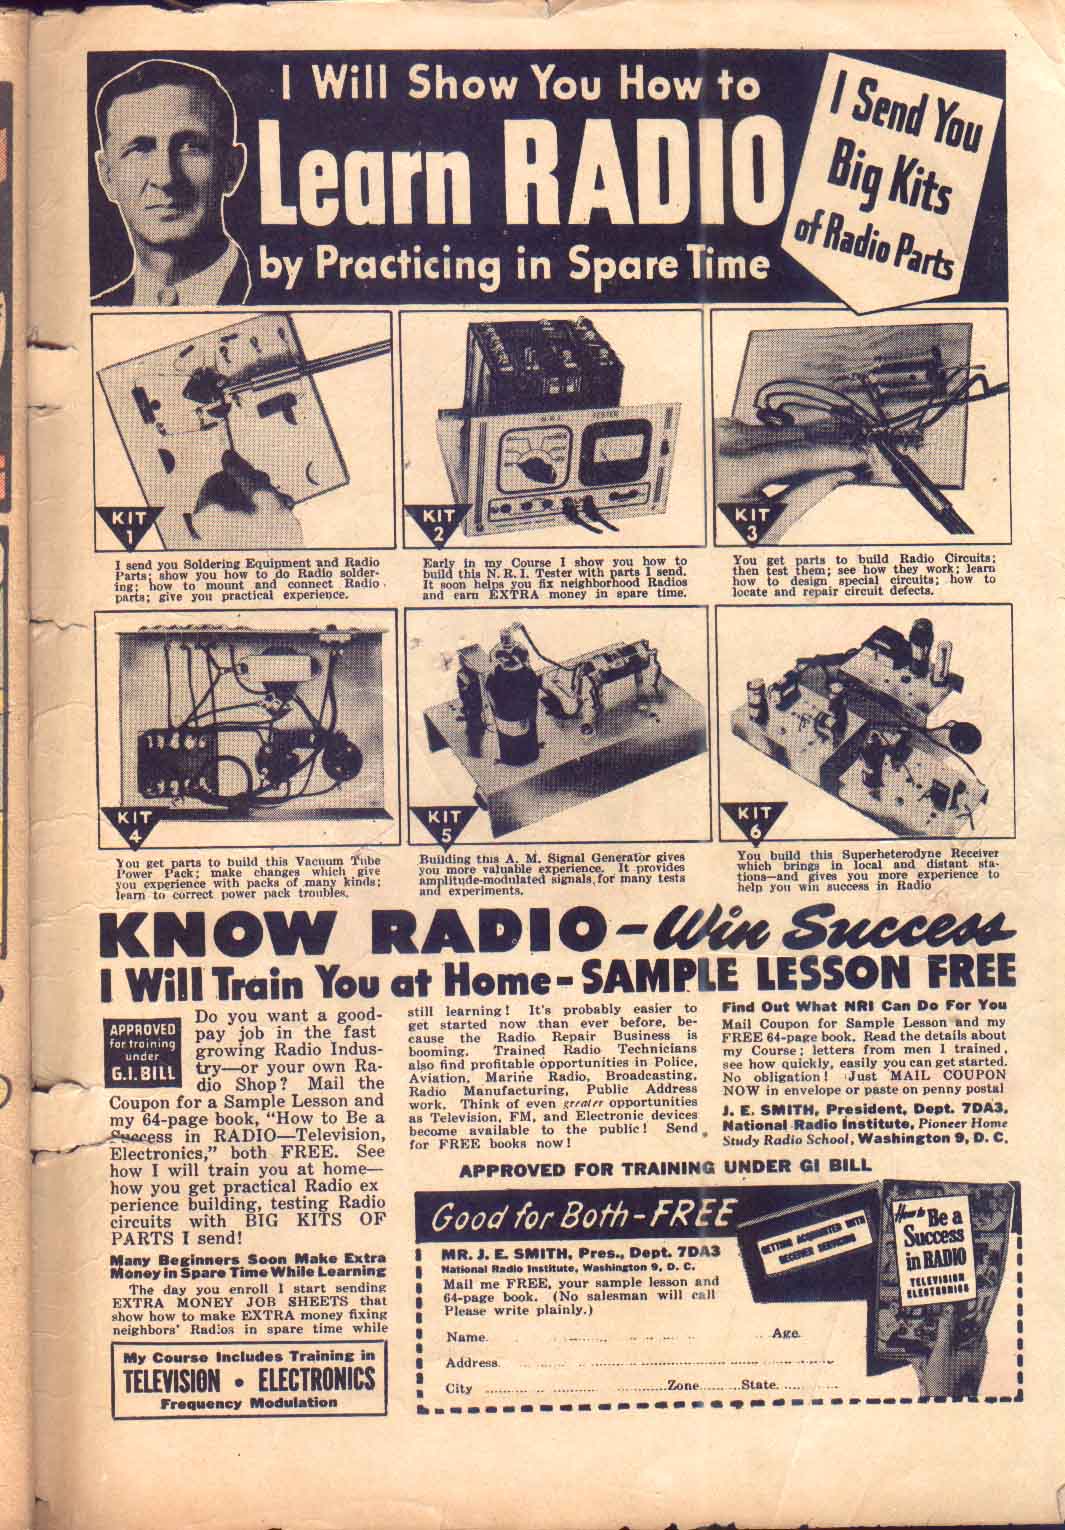 I Will Show You How to
Learn RADIO
by Practicing in Spare Time
I Send You
Big Kits
of Radio Parts
KIT
1
I send you Soldering Equipment and Radio
Parts; show you how to do Radio solder-
ing; how to mount and connect Radio
parts; give you practical experience.
N.R.I. TESTER
KIT
2
Early in my Course I show you how to
build this N. R. I. Tester with parts I send.
It soon helps you fix neighborhood Radios
and earn EXTRA money in spare time.
KIT
3
You get parts to build Radio Circuits;
then test them; see how they work; learn
how to design special circuits; how to
locate and repair circuit defects.
KIT
4
You get parts to build this Vacuum Tube
Power Pack; make changes which give
you experience with packs of many kinds;
learn to correct power pack troubles.
KIT
5
Building this A. M. Signal Generator gives
you more valuable experience. It provides
amplitude-modulated signals for many tests
and experiments.
KIT
6
You build this Superheterodyne Receiver
which brings in local and distant sta-
tions—and gives you more experience to
help you win success in Radio
KNOW RADIO - Win Success
I Will Train You at Home - SAMPLE LESSON FREE
APPROVED
for training
under
G.I. BILL
Do you want a good-
pay job in the fast
growing Radio Indus-
try—or your own Ra-
dio Shop? Mail the
Coupon for a Sample Lesson and
my 64-page book, "How to Be a
Success in RADIO—Television,
Electronics," both FREE. See
how I will train you at home—
how you get practical Radio ex
perience building, testing Radio
circuits with BIG KITS OF
PARTS I send!
Many Beginners Soon Make Extra
Money in Spare Time While Learning
The day you enroll I start sending
EXTRA MONEY JOB SHEETS that
show how to make EXTRA money fixing
neighbors' Radios in spare time while
My Course Includes Training in
TELEVISION • ELECTRONICS
Frequency Modulation
still learning! It's probably easier to
get started now than ever before, be-
cause the Radio Repair Business is
booming. Trained Radio Technicians
also find profitable opportunities in Police,
Aviation, Marine Radio, Broadcasting,
Radio Manufacturing, Public Address
work. Think of even greater opportunities
as Television, FM, and Electronic devices
become available to the public! Send
for FREE books now!
Find Out What NRI Can Do For You
Mail Coupon for Sample Lesson and my
FREE 64-page book. Read the details about
my Course; letters from men I trained,
see how quickly, easily you can get started.
No obligation! Just MAIL COUPON
NOW in envelope or paste on penny postal
J. E. SMITH, President, Dept. 7DA3,
National Radio Institute, Pioneer Home
Study Radio School, Washington 9, D. C.
APPROVED FOR TRAINING UNDER GI BILL
Good for Both - FREE
MR. J. E. SMITH, Pres., Dept. 7DA3
National Radio Institute, Washington 9, D. C.
Mail me FREE, your sample lesson and
64-page book. (No salesman will call
Please write plainly.)
Name Age
Address
City Zone State
GETTING ACQUAINTED WITH
RECEIVER SERVICING
How to Be a
Success
in RADIO
TELEVISION
ELECTRONICS